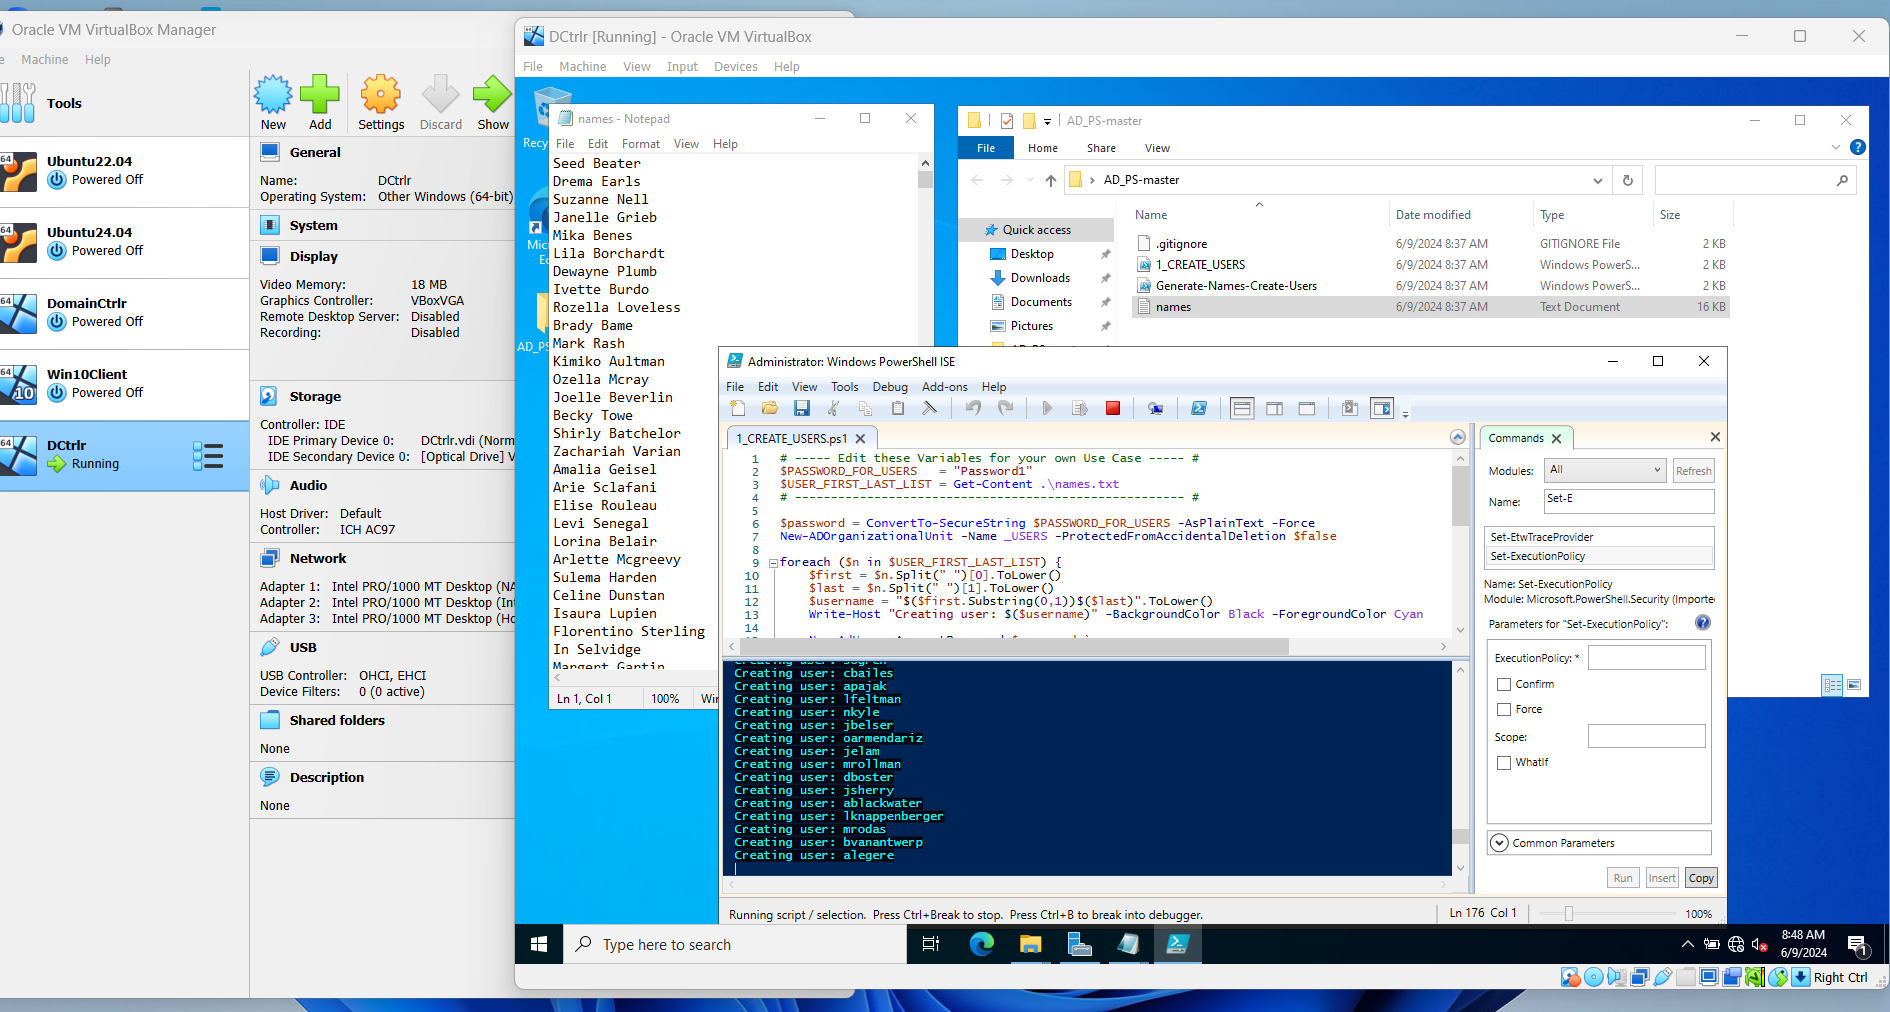 Oracle VM VirtualBox Manager
e Machine Help
Tools
New Add Settings Discard Show
64
Ubuntu22.04
Powered Off
64
Ubuntu24.04
Powered Off
64
DomainCtrlr
Powered Off
64
10
Win10Client
Powered Off
64
DCtrlr
Running
General
Name: DCtrlr
Operating System: Other Windows (64-bit)
System
Display
Video Memory: 18 MB
Graphics Controller: VBoxVGA
Remote Desktop Server: Disabled
Recording: Disabled
Storage
Controller: IDE
IDE Primary Device 0: DCtrlr.vdi (Norm
IDE Secondary Device 0: [Optical Drive] V
Audio
Host Driver: Default
Controller: ICH AC97
Network
Adapter 1: Intel PRO/1000 MT Desktop (NA
Adapter 2: Intel PRO/1000 MT Desktop (Int
Adapter 3: Intel PRO/1000 MT Desktop (Ho
USB
USB Controller: OHCI, EHCI
Device Filters: 0 (0 active)
Shared folders
None
Description
None
DCtrlr [Running] - Oracle VM VirtualBox
File Machine View Input Devices Help
Recy
Mic
Ed
AD_PS
names - Notepad
File Edit Format View Help
Seed Beater
Drema Earls
Suzanne Nell
Janelle Grieb
Mika Benes
Lila Borchardt
Dewayne Plumb
Ivette Burdo
Rozella Loveless
Brady Bame
Mark Rash
Kimiko Aultman
Ozella Mcray
Joelle Beverlin
Becky Towe
Shirly Batchelor
Zachariah Varian
Amalia Geisel
Arie Sclafani
Elise Rouleau
Levi Senegal
Lorina Belair
Arlette Mcgreevy
Sulema Harden
Celine Dunstan
Isaura Lupien
Florentino Sterling
In Selvidge
Margert Gartin
Ln 1, Col 1 100% Wir
AD_PS-master
File Home Share View
AD_PS-master
Name Date modified Type Size
Quick access
Desktop
Downloads
Documents
Pictures
.gitignore 6/9/2024 8:37 AM GITIGNORE File 2 KB
1_CREATE_USERS 6/9/2024 8:37 AM Windows PowerS... 2 KB
Generate-Names-Create-Users 6/9/2024 8:37 AM Windows PowerS... 2 KB
names 6/9/2024 8:37 AM Text Document 16 KB
Administrator: Windows PowerShell ISE
File Edit View Tools Debug Add-ons Help
1_CREATE_USERS.ps1
1 # ----- Edit these Variables for your own Use Case ----- #
2 $PASSWORD_FOR_USERS = "Password1"
3 $USER_FIRST_LAST_LIST = Get-Content .\names.txt
4 # ------------------------------------------------------ #
5
6 $password = ConvertTo-SecureString $PASSWORD_FOR_USERS -AsPlainText -Force
7 New-ADOrganizationalUnit -Name _USERS -ProtectedFromAccidentalDeletion $false
8
9 foreach ($n in $USER_FIRST_LAST_LIST) {
10 $first = $n.Split(" ")[0].ToLower()
11 $last = $n.Split(" ")[1].ToLower()
12 $username = "$($first.Substring(0,1))$($last)".ToLower()
13 Write-Host "Creating user: $($username)" -BackgroundColor Black -ForegroundColor Cyan
14
Creating user:
Creating user: cbailes
Creating user: apajak
Creating user: lfeltman
Creating user: nkyle
Creating user: jbelser
Creating user: oarmendariz
Creating user: jelam
Creating user: mrollman
Creating user: dboster
Creating user: jsherry
Creating user: ablackwater
Creating user: lknappenberger
Creating user: mrodas
Creating user: bvanantwerp
Creating user: alegere
Running script / selection. Press Ctrl+Break to stop. Press Ctrl+B to break into debugger.
Ln 176 Col 1 100%
Commands
Modules: All Refresh
Name: Set-E
Set-EtwTraceProvider
Set-ExecutionPolicy
Name: Set-ExecutionPolicy
Module: Microsoft.PowerShell.Security (Importe
Parameters for "Set-ExecutionPolicy":
ExecutionPolicy: *
Confirm
Force
Scope:
WhatIf
Common Parameters
Run Insert Copy
Type here to search
8:48 AM
6/9/2024
1
Right Ctrl